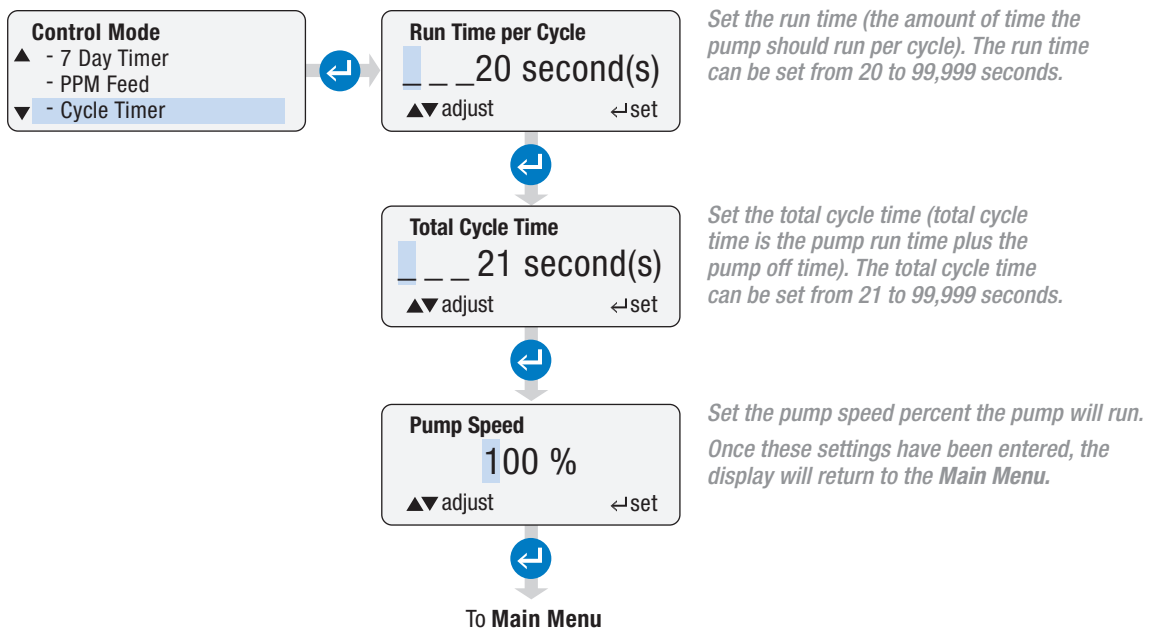 Control Mode
▲ - 7 Day Timer
- PPM Feed
▼ - Cycle Timer
Run Time per Cycle
_ _ _20 second(s)
▲▼ adjust ↵set
Set the run time (the amount of time the
pump should run per cycle). The run time
can be set from 20 to 99,999 seconds.
Total Cycle Time
_ _ _ 21 second(s)
▲▼ adjust ↵set
Set the total cycle time (total cycle
time is the pump run time plus the
pump off time). The total cycle time
can be set from 21 to 99,999 seconds.
Pump Speed
100 %
▲▼ adjust ↵set
Set the pump speed percent the pump will run.
Once these settings have been entered, the
display will return to the Main Menu.
To Main Menu